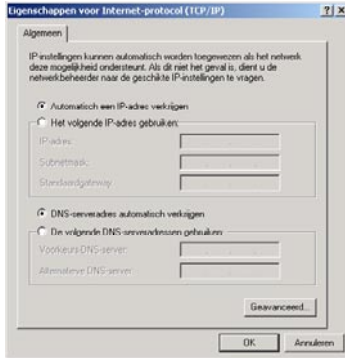 Eigenschappen voor Internet-protocol (TCP/IP)
Algemeen
IP-instellingen kunnen automatisch worden toegewezen als het netwerk
deze mogelijkheid ondersteunt. Als dit niet het geval is, dient u de
netwerkbeheerder naar de geschikte IP-instellingen te vragen.
Automatisch een IP-adres verkrijgen
Het volgende IP-adres gebruiken:
IP-adres:
Subnetmask:
Standaardgateway:
DNS-serveradres automatisch verkrijgen
De volgende DNS-serveradressen gebruiken:
Voorkeurs-DNS-server:
Alternatieve DNS-server:
Geavanceerd...
OK Annuleren